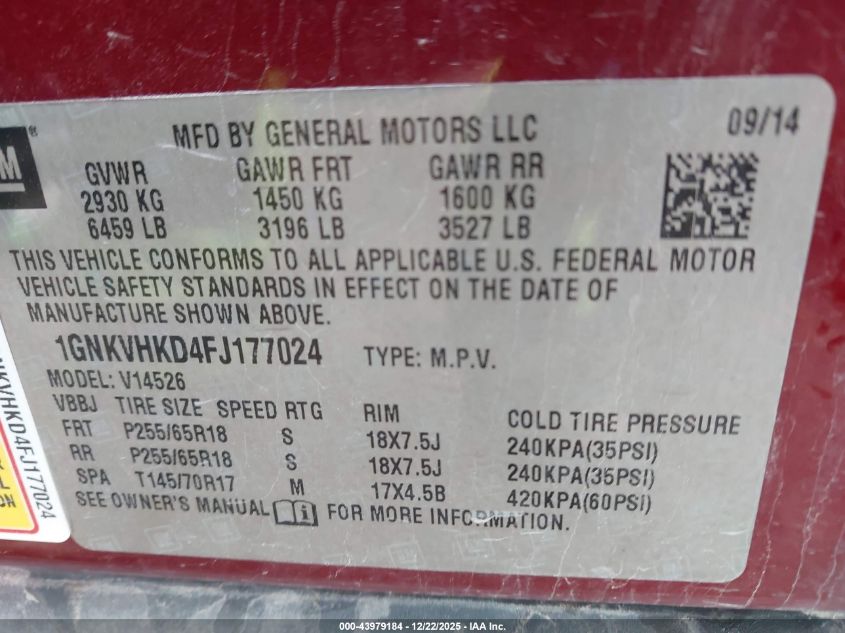 M®
MFD BY GENERAL MOTORS LLC
09/14
GVWR GAWR FRT GAWR RR
2930 KG 1450 KG 1600 KG
6459 LB 3196 LB 3527 LB
THIS VEHICLE CONFORMS TO ALL APPLICABLE U.S. FEDERAL MOTOR
VEHICLE SAFETY STANDARDS IN EFFECT ON THE DATE OF
MANUFACTURE SHOWN ABOVE.
1GNKVHKD4FJ177024 TYPE: M.P.V.
MODEL: V14526
VBBJ TIRE SIZE SPEED RTG RIM COLD TIRE PRESSURE
FRT P255/65R18 S 18X7.5J 240KPA(35PSI)
RR P255/65R18 S 18X7.5J 240KPA(35PSI)
SPA T145/70R17 M 17X4.5B 420KPA(60PSI)
SEE OWNER'S MANUAL FOR MORE INFORMATION.
NKVHKD4FJ177024
000-43979184 - 12/22/2025 - IAA Inc.